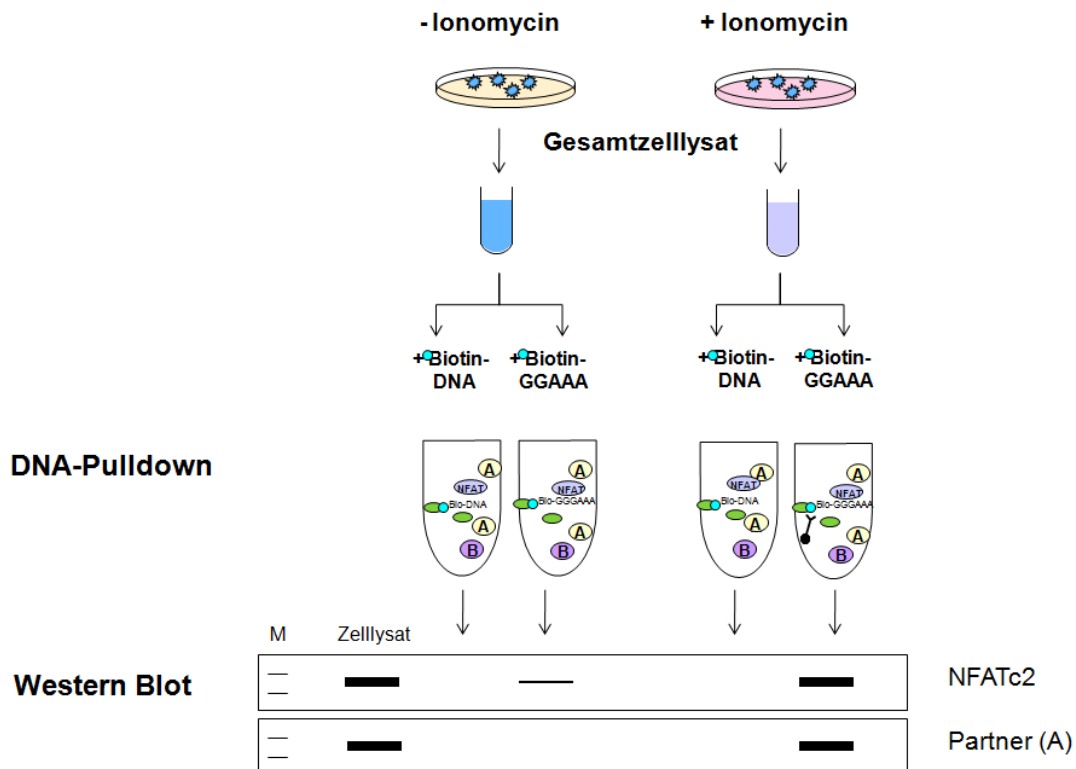 - Ionomycin
+ Ionomycin
Gesamtzelllysat
+Biotin-
DNA
+Biotin-
GGAAA
+Biotin-
DNA
+Biotin-
GGAAA
DNA-Pulldown
A
NFAT
Bio-DNA
A
B
A
NFAT
Bio-GGGAAA
A
B
A
NFAT
Bio-DNA
A
B
A
NFAT
Bio-GGGAAA
A
B
M
Zelllysat
Western Blot
NFATc2
Partner (A)